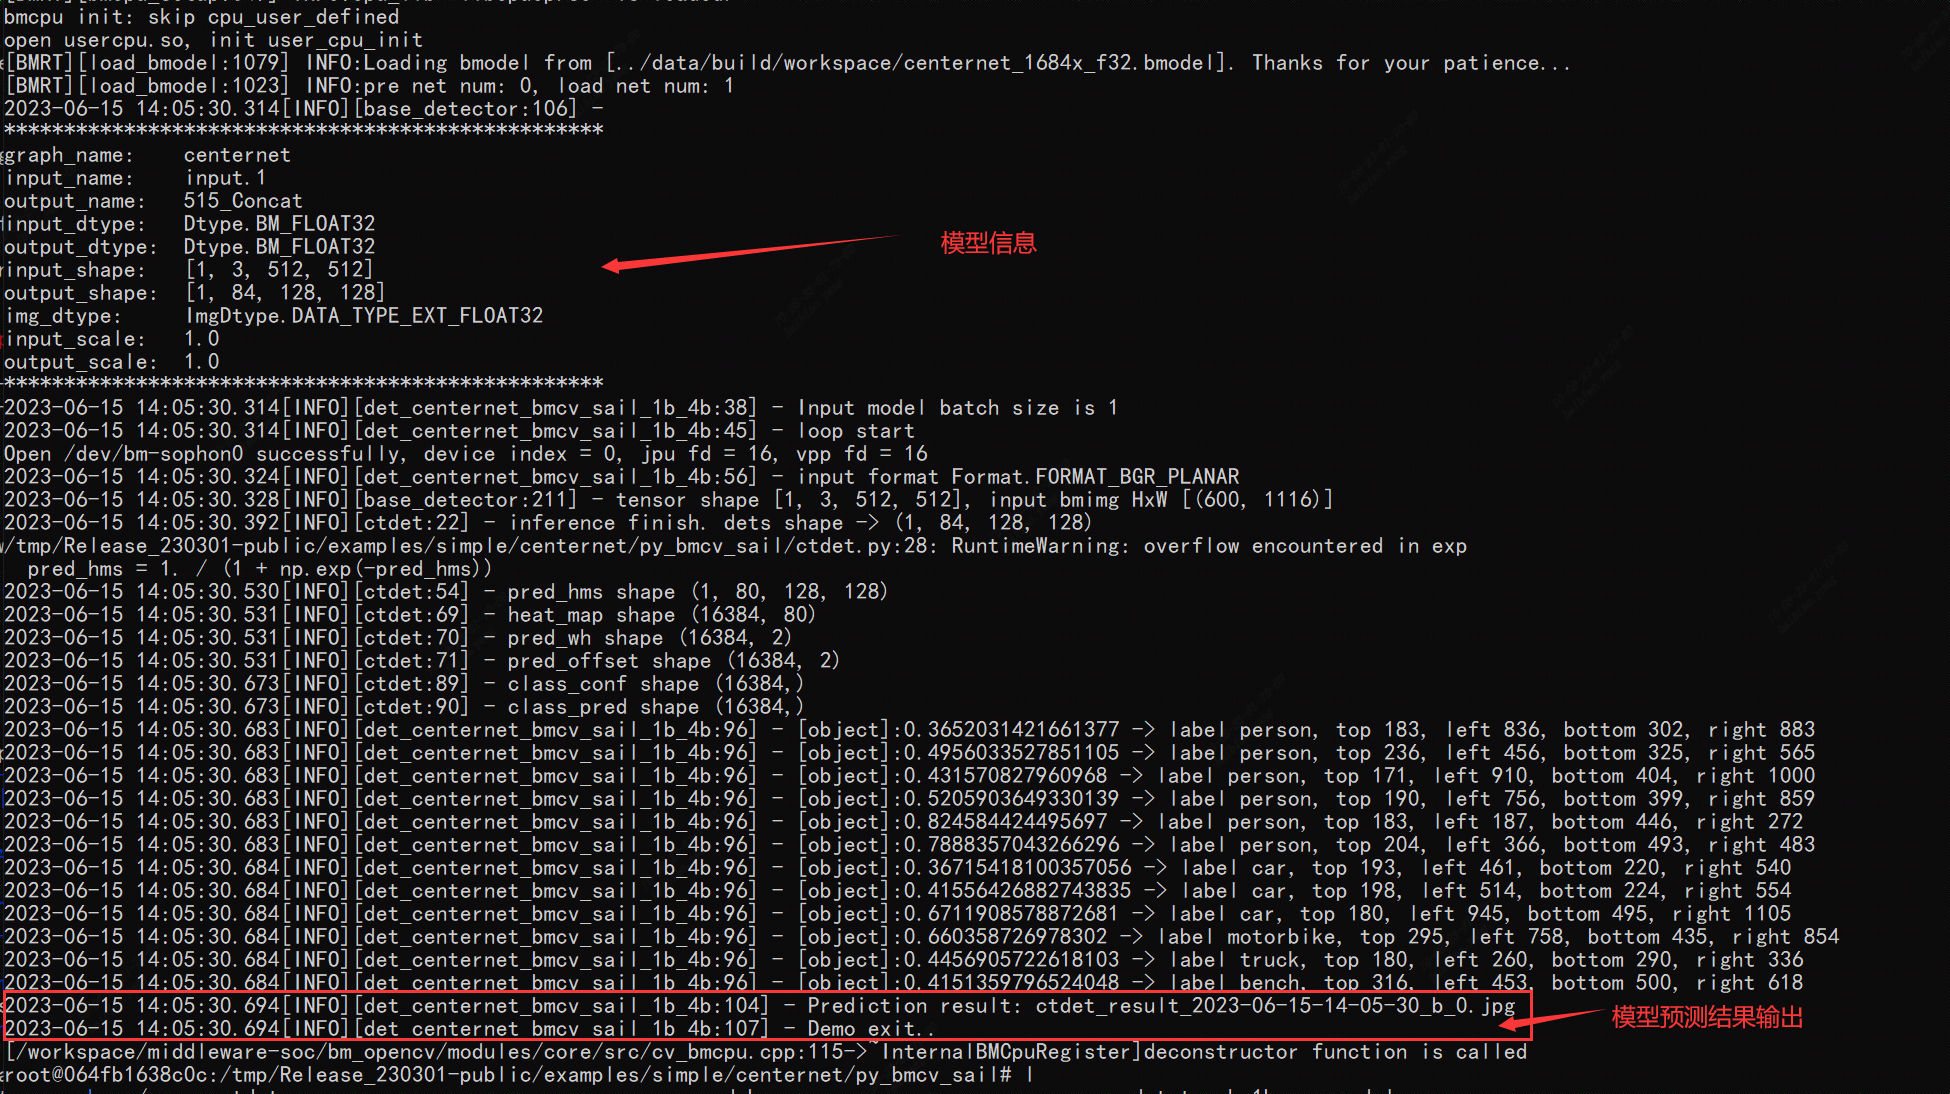 bmcpu init: skip cpu_user_defined
open usercpu.so, init user_cpu_init
[BMRT][load_bmodel:1079] INFO:Loading bmodel from [../data/build/workspace/centernet_1684x_f32.bmodel]. Thanks for your patience...
[BMRT][load_bmodel:1023] INFO:pre net num: 0, load net num: 1
2023-06-15 14:05:30.314[INFO][base_detector:106] -
**************************************************
graph_name: centernet
input_name: input.1
output_name: 515_Concat
input_dtype: Dtype.BM_FLOAT32
output_dtype: Dtype.BM_FLOAT32
模型信息
input_shape: [1, 3, 512, 512]
output_shape: [1, 84, 128, 128]
img_dtype: ImgDtype.DATA_TYPE_EXT_FLOAT32
input_scale: 1.0
output_scale: 1.0
**************************************************
2023-06-15 14:05:30.314[INFO][det_centernet_bmcv_sail_1b_4b:38] - Input model batch size is 1
2023-06-15 14:05:30.314[INFO][det_centernet_bmcv_sail_1b_4b:45] - loop start
Open /dev/bm-sophon0 successfully, device index = 0, jpu fd = 16, vpp fd = 16
2023-06-15 14:05:30.324[INFO][det_centernet_bmcv_sail_1b_4b:56] - input format Format.FORMAT_BGR_PLANAR
2023-06-15 14:05:30.328[INFO][base_detector:211] - tensor shape [1, 3, 512, 512], input bmimg HxW [(600, 1116)]
2023-06-15 14:05:30.392[INFO][ctdet:22] - inference finish. dets shape -> (1, 84, 128, 128)
/tmp/Release_230301-public/examples/simple/centernet/py_bmcv_sail/ctdet.py:28: RuntimeWarning: overflow encountered in exp
pred_hms = 1. / (1 + np.exp(-pred_hms))
2023-06-15 14:05:30.530[INFO][ctdet:54] - pred_hms shape (1, 80, 128, 128)
2023-06-15 14:05:30.531[INFO][ctdet:69] - heat_map shape (16384, 80)
2023-06-15 14:05:30.531[INFO][ctdet:70] - pred_wh shape (16384, 2)
2023-06-15 14:05:30.531[INFO][ctdet:71] - pred_offset shape (16384, 2)
2023-06-15 14:05:30.673[INFO][ctdet:89] - class_conf shape (16384,)
2023-06-15 14:05:30.673[INFO][ctdet:90] - class_pred shape (16384,)
2023-06-15 14:05:30.683[INFO][det_centernet_bmcv_sail_1b_4b:96] - [object]:0.3652031421661377 -> label person, top 183, left 836, bottom 302, right 883
2023-06-15 14:05:30.683[INFO][det_centernet_bmcv_sail_1b_4b:96] - [object]:0.4956033527851105 -> label person, top 236, left 456, bottom 325, right 565
2023-06-15 14:05:30.683[INFO][det_centernet_bmcv_sail_1b_4b:96] - [object]:0.431570827960968 -> label person, top 171, left 910, bottom 404, right 1000
2023-06-15 14:05:30.683[INFO][det_centernet_bmcv_sail_1b_4b:96] - [object]:0.5205903649330139 -> label person, top 190, left 756, bottom 399, right 859
2023-06-15 14:05:30.683[INFO][det_centernet_bmcv_sail_1b_4b:96] - [object]:0.824584424495697 -> label person, top 183, left 187, bottom 446, right 272
2023-06-15 14:05:30.683[INFO][det_centernet_bmcv_sail_1b_4b:96] - [object]:0.7888357043266296 -> label person, top 204, left 366, bottom 493, right 483
2023-06-15 14:05:30.684[INFO][det_centernet_bmcv_sail_1b_4b:96] - [object]:0.36715418100357056 -> label car, top 193, left 461, bottom 220, right 540
2023-06-15 14:05:30.684[INFO][det_centernet_bmcv_sail_1b_4b:96] - [object]:0.41556426882743835 -> label car, top 198, left 514, bottom 224, right 554
2023-06-15 14:05:30.684[INFO][det_centernet_bmcv_sail_1b_4b:96] - [object]:0.6711908578872681 -> label car, top 180, left 945, bottom 495, right 1105
2023-06-15 14:05:30.684[INFO][det_centernet_bmcv_sail_1b_4b:96] - [object]:0.660358726978302 -> label motorbike, top 295, left 758, bottom 435, right 854
2023-06-15 14:05:30.684[INFO][det_centernet_bmcv_sail_1b_4b:96] - [object]:0.4456905722618103 -> label truck, top 180, left 260, bottom 290, right 336
2023-06-15 14:05:30.684[INFO][det_centernet_bmcv_sail_1b_4b:96] - [object]:0.4151359796524048 -> label bench, top 316, left 453, bottom 500, right 618
2023-06-15 14:05:30.694[INFO][det_centernet_bmcv_sail_1b_4b:104] - Prediction result: ctdet_result_2023-06-15-14-05-30_b_0.jpg
模型预测结果输出
2023-06-15 14:05:30.694[INFO][det_centernet_bmcv_sail_1b_4b:107] - Demo exit..
[/workspace/middleware-soc/bm_opencv/modules/core/src/cv_bmcpu.cpp:115->~InternalBMCpuRegister]deconstructor function is called
root@064fb1638c0c:/tmp/Release_230301-public/examples/simple/centernet/py_bmcv_sail# l